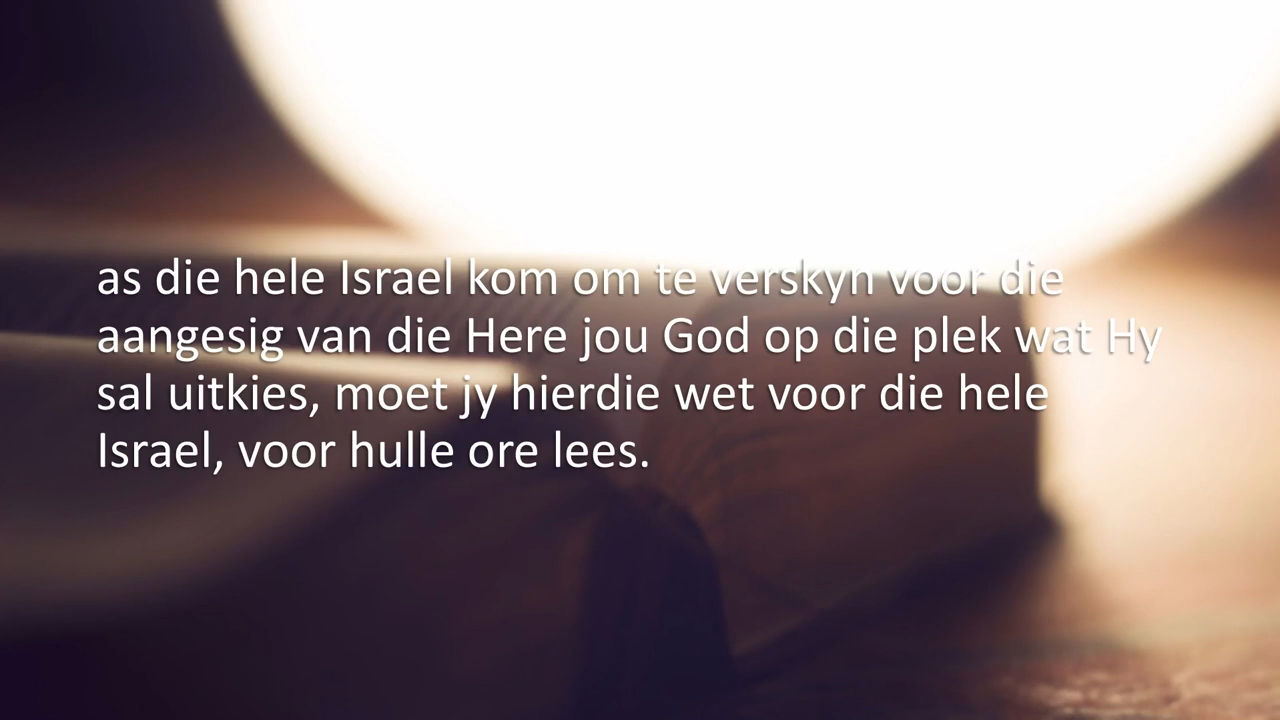 as die hele Israel kom om te verskyn voor die
aangesig van die Here jou God op die plek wat Hy
sal uitkies, moet jy hierdie wet voor die hele
Israel, voor hulle ore lees.